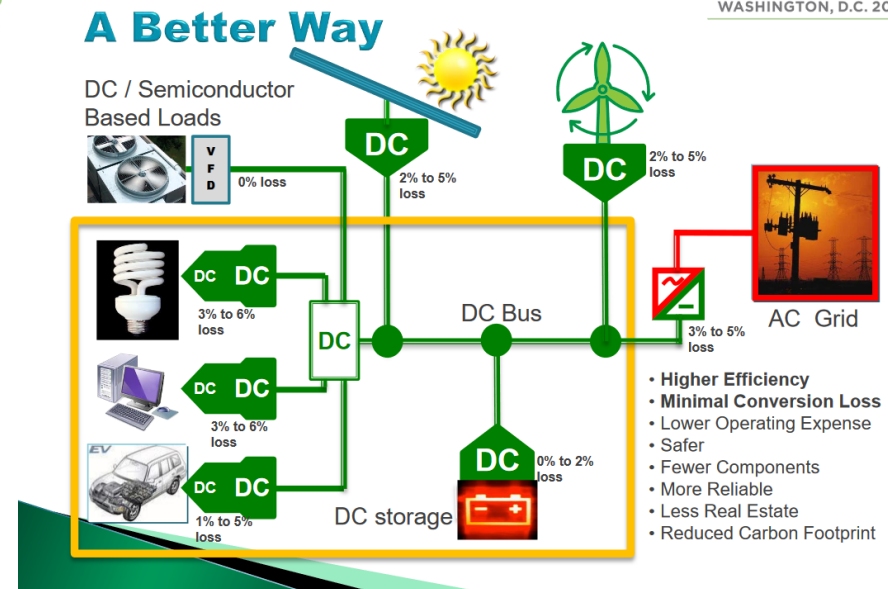 WASHINGTON, D.C. 20
A Better Way
DC / Semiconductor
Based Loads
V
F
D
0% loss
DC
2% to 5%
loss
DC
2% to 5%
loss
DC DC
3% to 6%
loss
DC DC
3% to 6%
loss
EV
DC DC
1% to 5%
loss
DC
DC Bus
DC
0% to 2%
loss
DC storage
3% to 5%
loss
AC Grid
• Higher Efficiency
• Minimal Conversion Loss
• Lower Operating Expense
• Safer
• Fewer Components
• More Reliable
• Less Real Estate
• Reduced Carbon Footprint